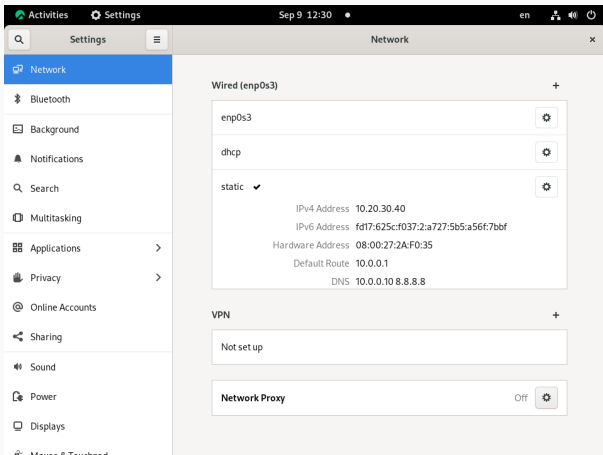 Activities Settings Sep 9 12:30 en
Settings Network
Network
Bluetooth
Background
Notifications
Search
Multitasking
Applications
Privacy
Online Accounts
Sharing
Sound
Power
Displays
Mouse & Touchpad
Wired (enp0s3)
enp0s3
dhcp
static
IPv4 Address 10.20.30.40
IPv6 Address fd17:625c:f037:2:a727:5b5:a56f:7bbf
Hardware Address 08:00:27:2A:F0:35
Default Route 10.0.0.1
DNS 10.0.0.10 8.8.8.8
VPN
Not set up
Network Proxy Off